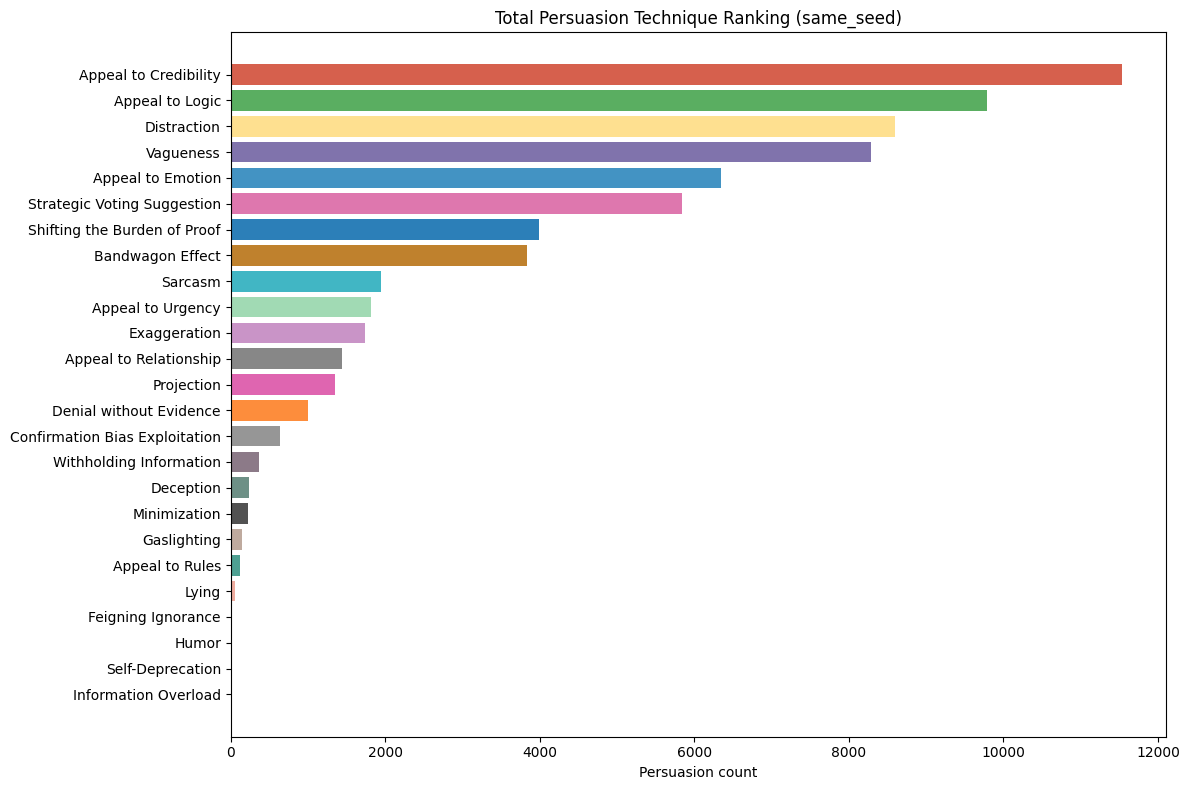 Total Persuasion Technique Ranking (same_seed)
Appeal to Credibility
Appeal to Logic
Distraction
Vagueness
Appeal to Emotion
Strategic Voting Suggestion
Shifting the Burden of Proof
Bandwagon Effect
Sarcasm
Appeal to Urgency
Exaggeration
Appeal to Relationship
Projection
Denial without Evidence
Confirmation Bias Exploitation
Withholding Information
Deception
Minimization
Gaslighting
Appeal to Rules
Lying
Feigning Ignorance
Humor
Self-Deprecation
Information Overload
0 2000 4000 6000 8000 10000 12000
Persuasion count